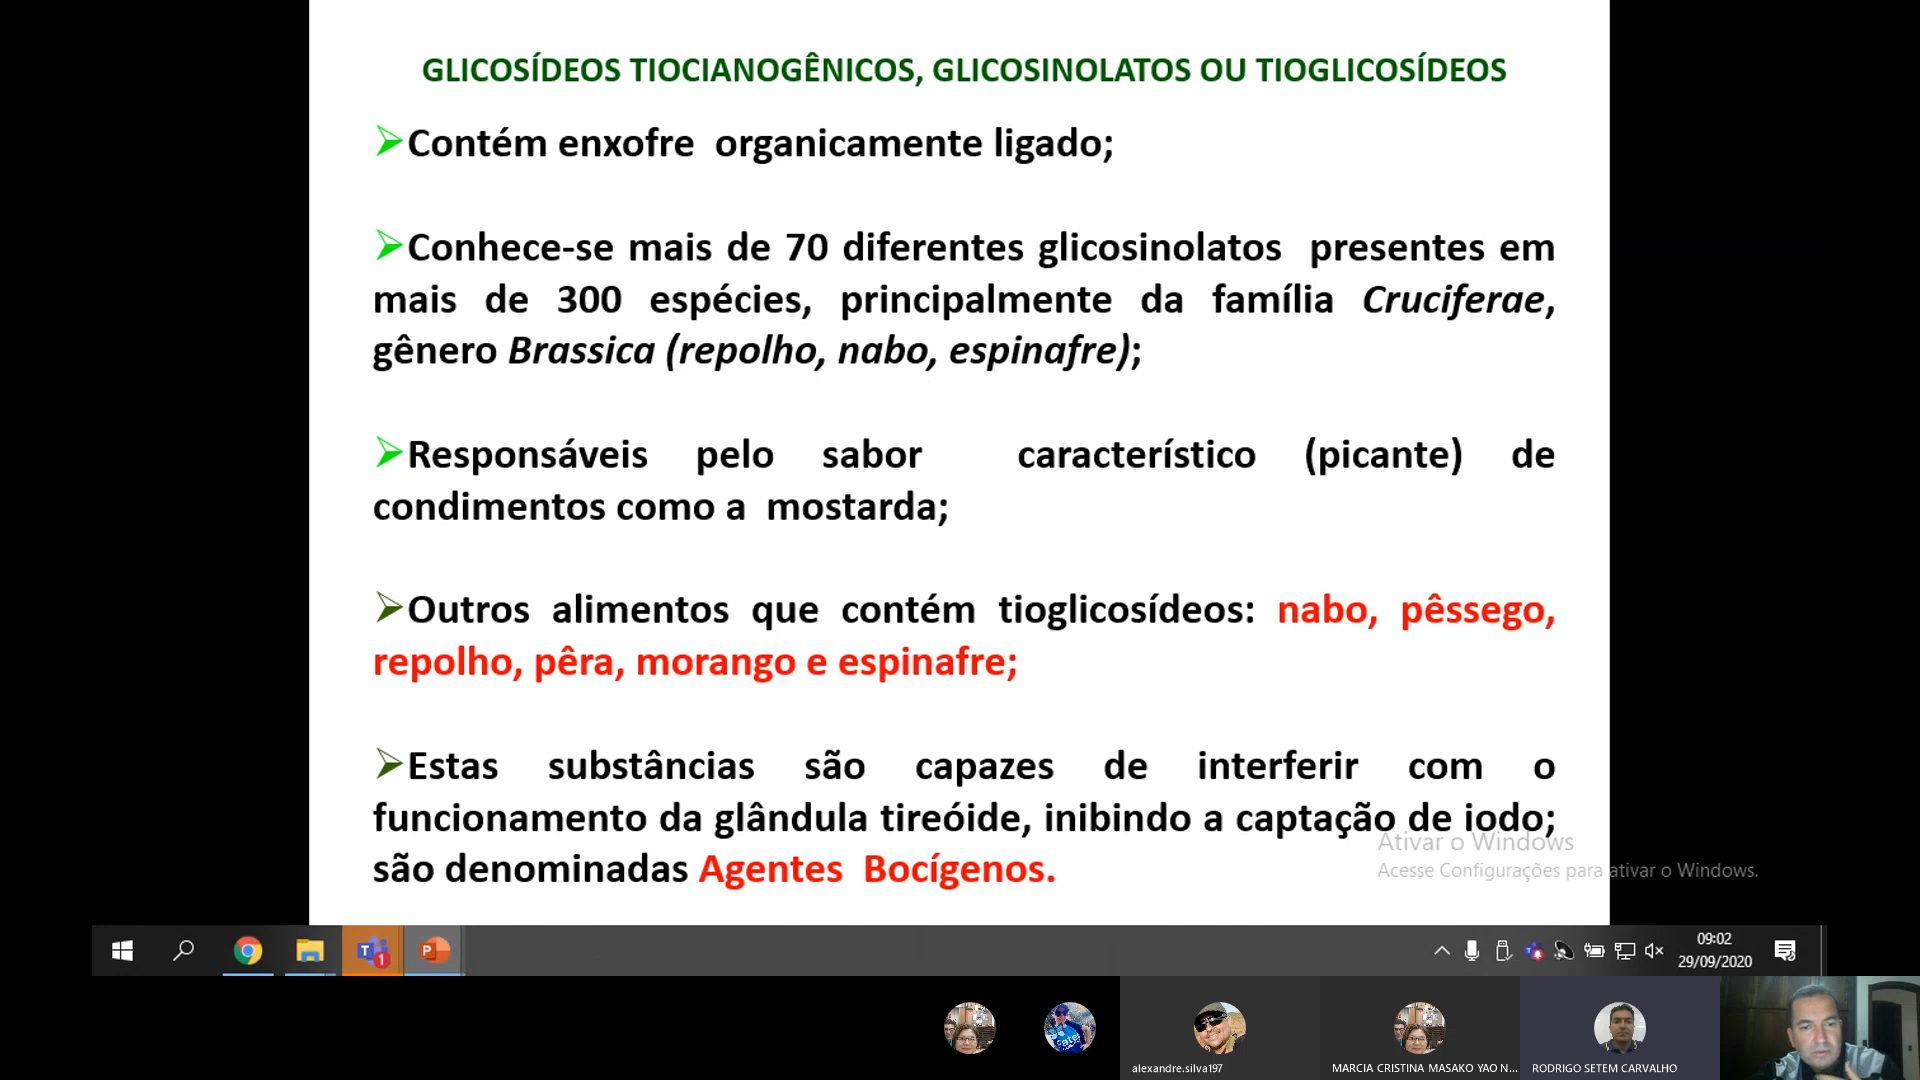 GLICOSÍDEOS TIOCIANOGÊNICOS, GLICOSINOLATOS OU TIOGLICOSÍDEOS
Contém enxofre organicamente ligado;
Conhece-se mais de 70 diferentes glicosinolatos presentes em
mais de 300 espécies, principalmente da família Cruciferae,
gênero Brassica (repolho, nabo, espinafre);
Responsáveis pelo sabor característico (picante) de
condimentos como a mostarda;
Outros alimentos que contém tioglicosídeos: nabo, pêssego,
repolho, pêra, morango e espinafre;
Estas substâncias são capazes de interferir com o
funcionamento da glândula tireóide, inibindo a captação de iodo;
são denominadas Agentes Bocígenos.
Ativar o Windows
Acesse Configurações para ativar o Windows.
09:02
29/09/2020
alexandre.silva197
MARCIA CRISTINA MASAKO YAO N...
RODRIGO SETEM CARVALHO